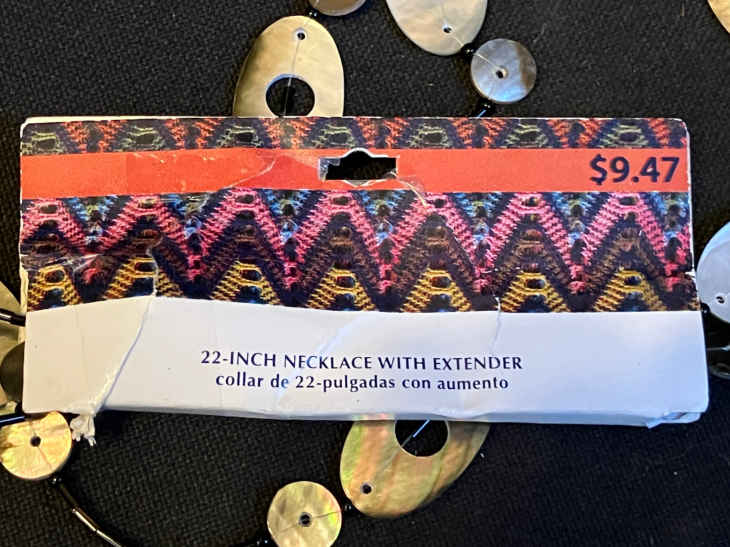 $9.47
22-INCH NECKLACE WITH EXTENDER
collar de 22-pulgadas con aumento